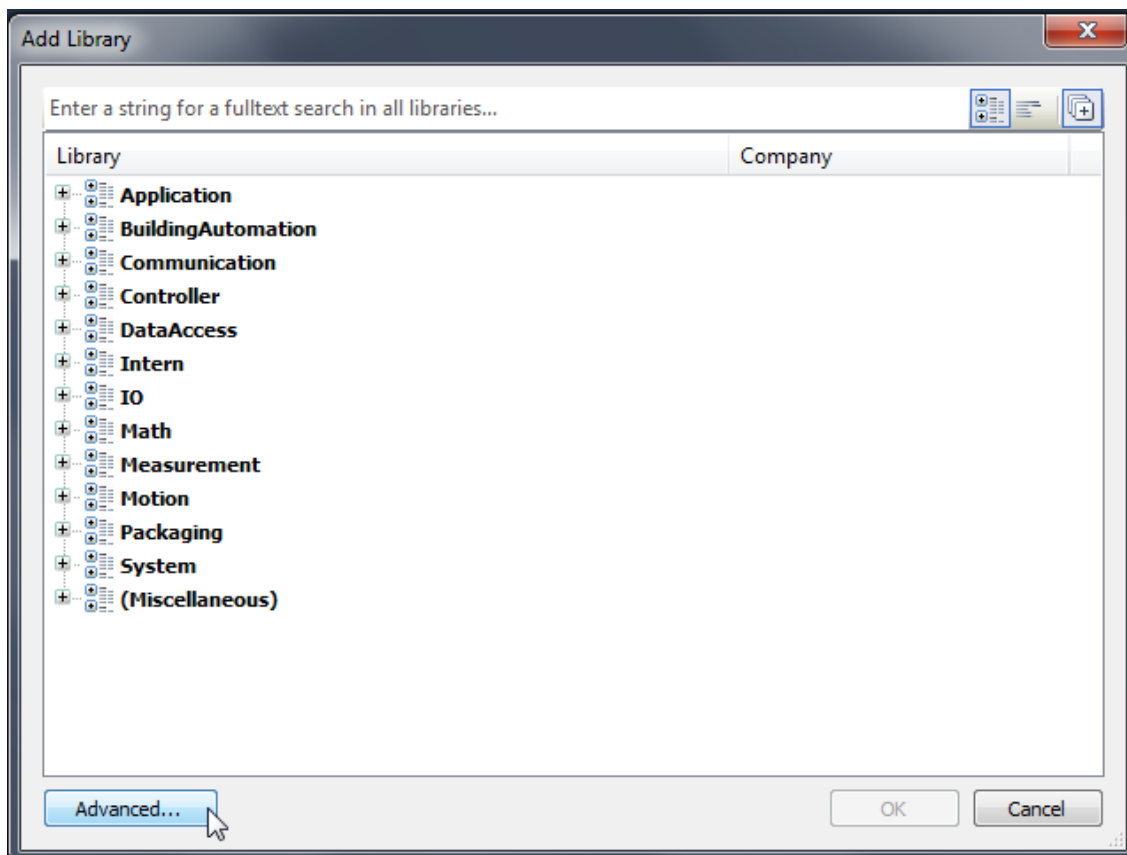 Add Library
Enter a string for a fulltext search in all libraries...
Library Company
Application
BuildingAutomation
Communication
Controller
DataAccess
Intern
IO
Math
Measurement
Motion
Packaging
System
(Miscellaneous)
Advanced... OK Cancel